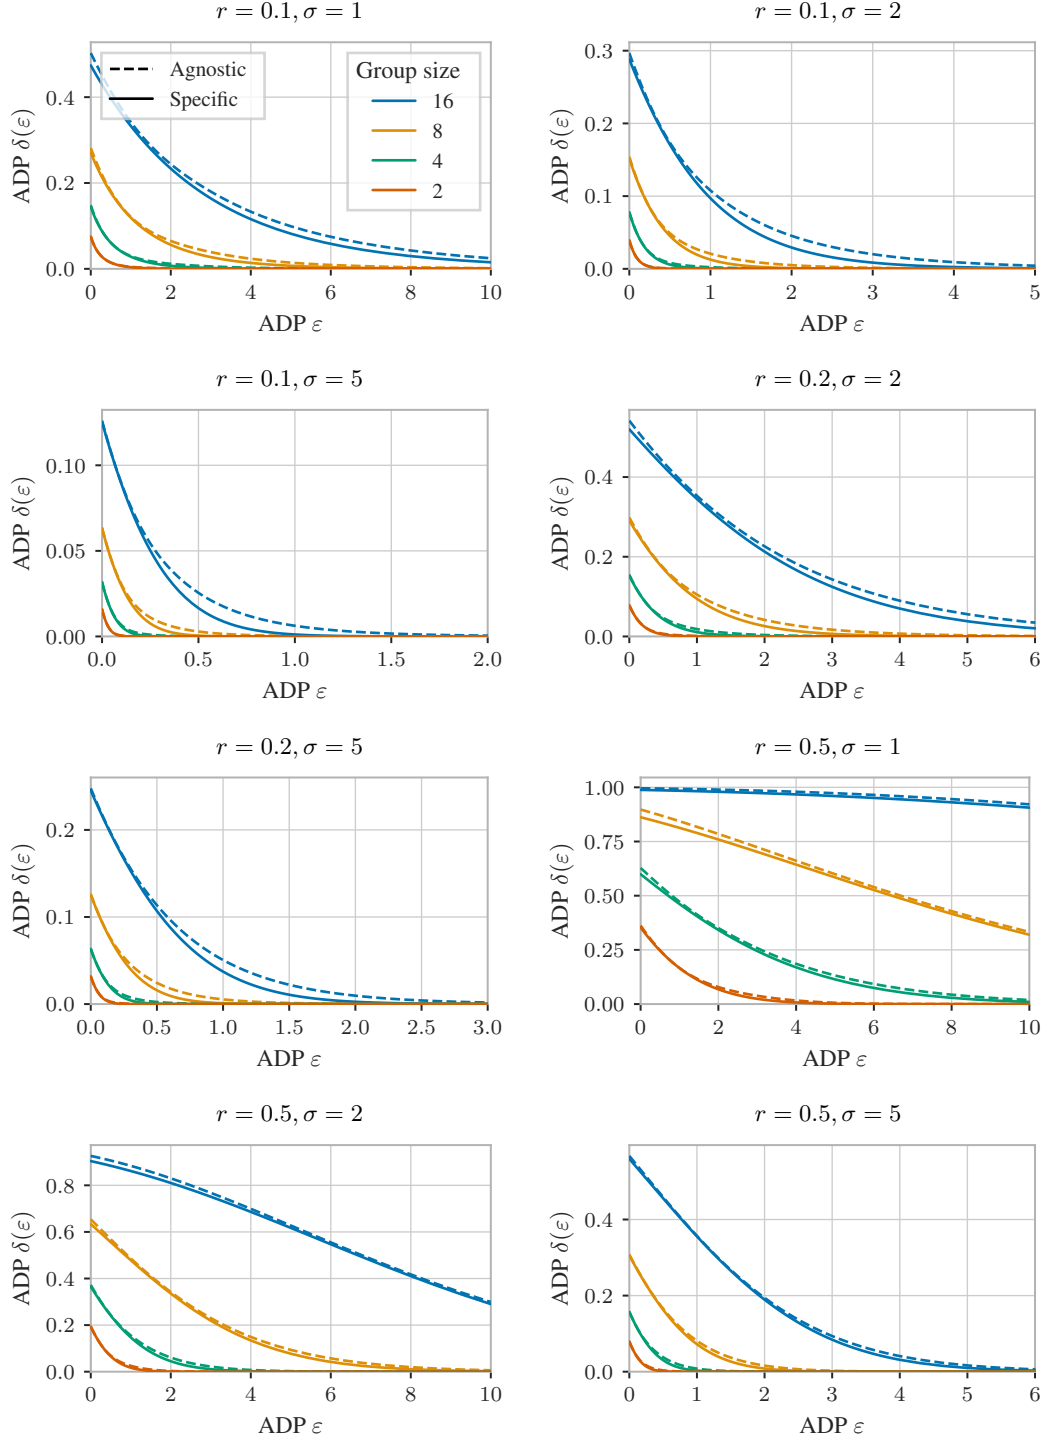 r = 0.1, σ = 1
ADP δ(ε)
0.4
0.2
0.0
Agnostic
Specific
Group size
16
8
4
2
0 2 4 6 8 10
ADP ε
r = 0.1, σ = 2
ADP δ(ε)
0.3
0.2
0.1
0.0
0 1 2 3 4 5
ADP ε
r = 0.1, σ = 5
ADP δ(ε)
0.10
0.05
0.00
0.0 0.5 1.0 1.5 2.0
ADP ε
r = 0.2, σ = 2
ADP δ(ε)
0.4
0.2
0.0
0 1 2 3 4 5 6
ADP ε
r = 0.2, σ = 5
ADP δ(ε)
0.2
0.1
0.0
0.0 0.5 1.0 1.5 2.0 2.5 3.0
ADP ε
r = 0.5, σ = 1
ADP δ(ε)
1.00
0.75
0.50
0.25
0.00
0 2 4 6 8 10
ADP ε
r = 0.5, σ = 2
ADP δ(ε)
0.8
0.6
0.4
0.2
0.0
0 2 4 6 8 10
ADP ε
r = 0.5, σ = 5
ADP δ(ε)
0.4
0.2
0.0
0 1 2 3 4 5 6
ADP ε